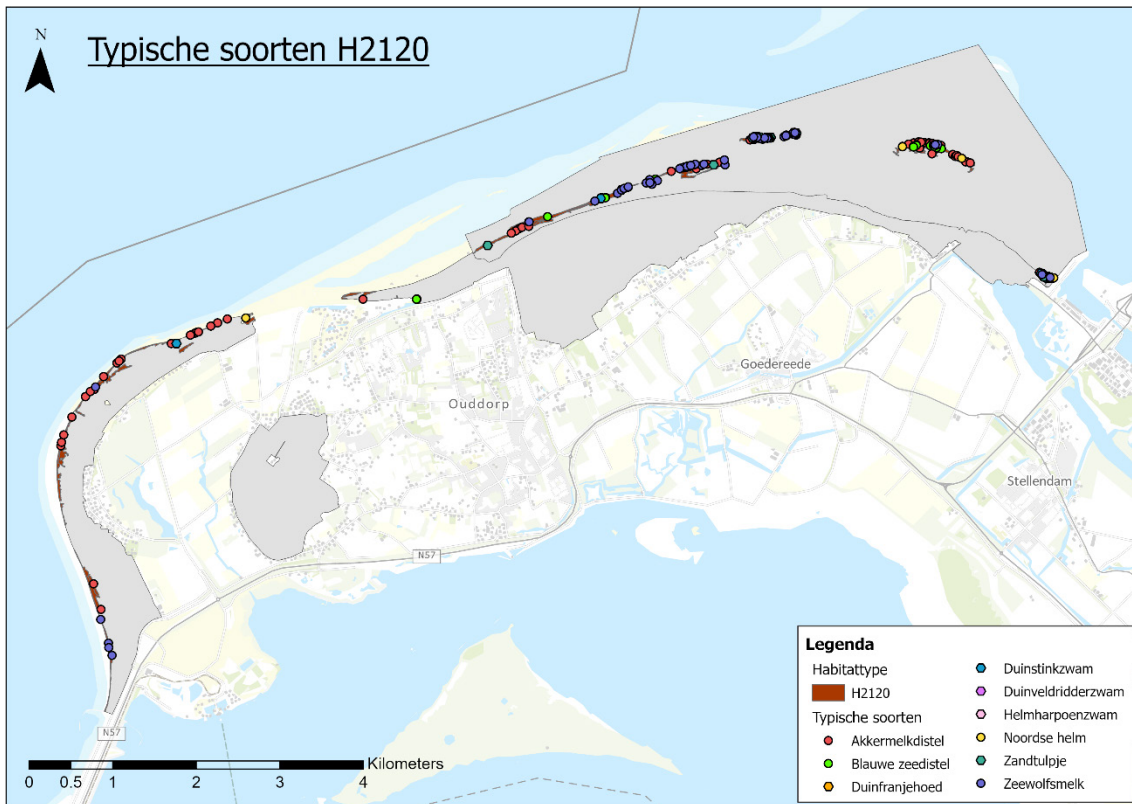 N
Typische soorten H2120
Goedereede
Ouddorp
Stellendam
N57
N57
Kilometers
0 0.5 1 2 3 4
Legenda
Habitattype
H2120
Typische soorten
Akkermelkdistel
Blauwe zeedistel
Duinfranjehoed
Duinstinkzwam
Duinveldridderzwam
Helmharpoenzwam
Noordse helm
Zandtulpje
Zeewolfsmelk